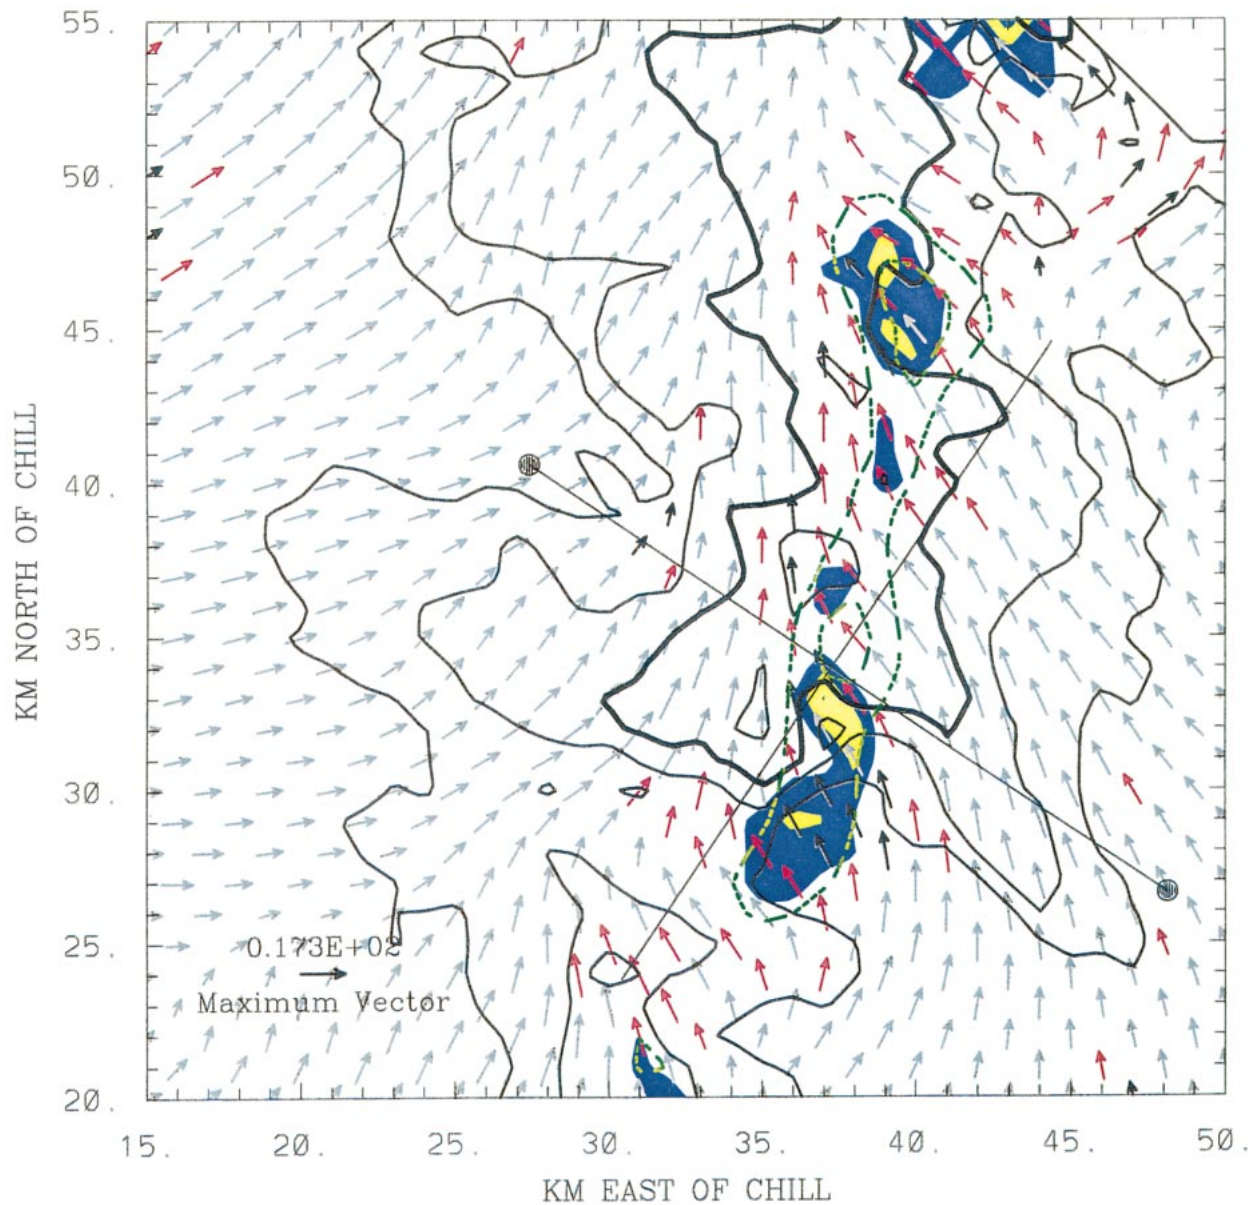 55.
50.
45.
40.
35.
30.
25.
20.
KM NORTH OF CHILL
0.173E+02
Maximum Vector
15. 20. 25. 30. 35. 40. 45. 50.
KM EAST OF CHILL